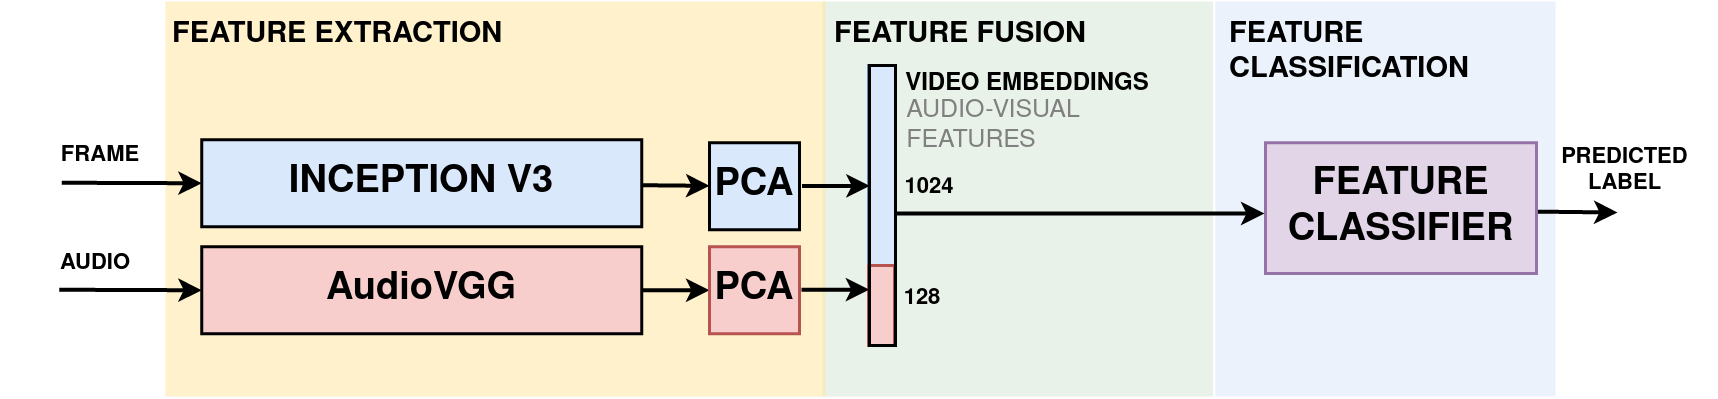 FEATURE EXTRACTION
FEATURE FUSION
FEATURE
CLASSIFICATION
VIDEO EMBEDDINGS
AUDIO-VISUAL
FEATURES
FRAME
INCEPTION V3
PCA
1024
FEATURE
CLASSIFIER
PREDICTED
LABEL
AUDIO
AudioVGG
PCA
128